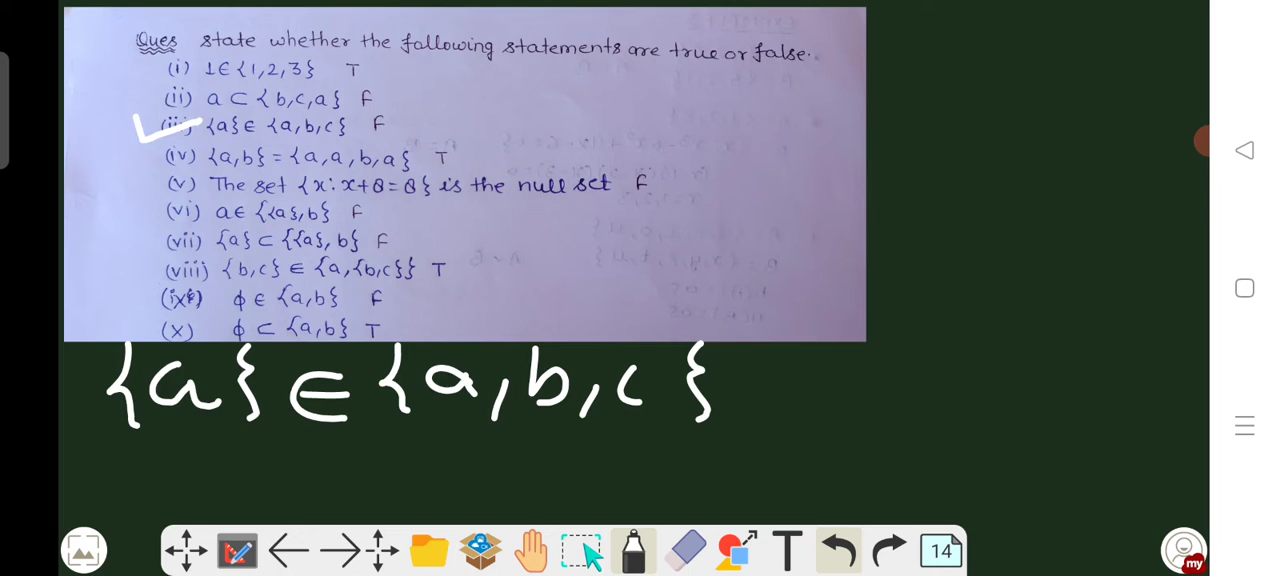 Ques state whether the following statements are true or false.
(i) 1 ∈ {1, 2, 3} T
(ii) a ⊂ {b, c, a} F
(iii) {a} ∈ {a, b, c} F
(iv) {a, b} = {a, a, b, a} T
(v) The set {x : x + 8 = 8} is the null set F
(vi) a ∈ {{a}, b} F
(vii) {a} ⊂ {{a}, b} F
(viii) {b, c} ∈ {a, {b, c}} T
(ix) ϕ ∈ {a, b} F
(x) ϕ ⊂ {a, b} T
{a} ∈ {a, b, c}
T 14
my